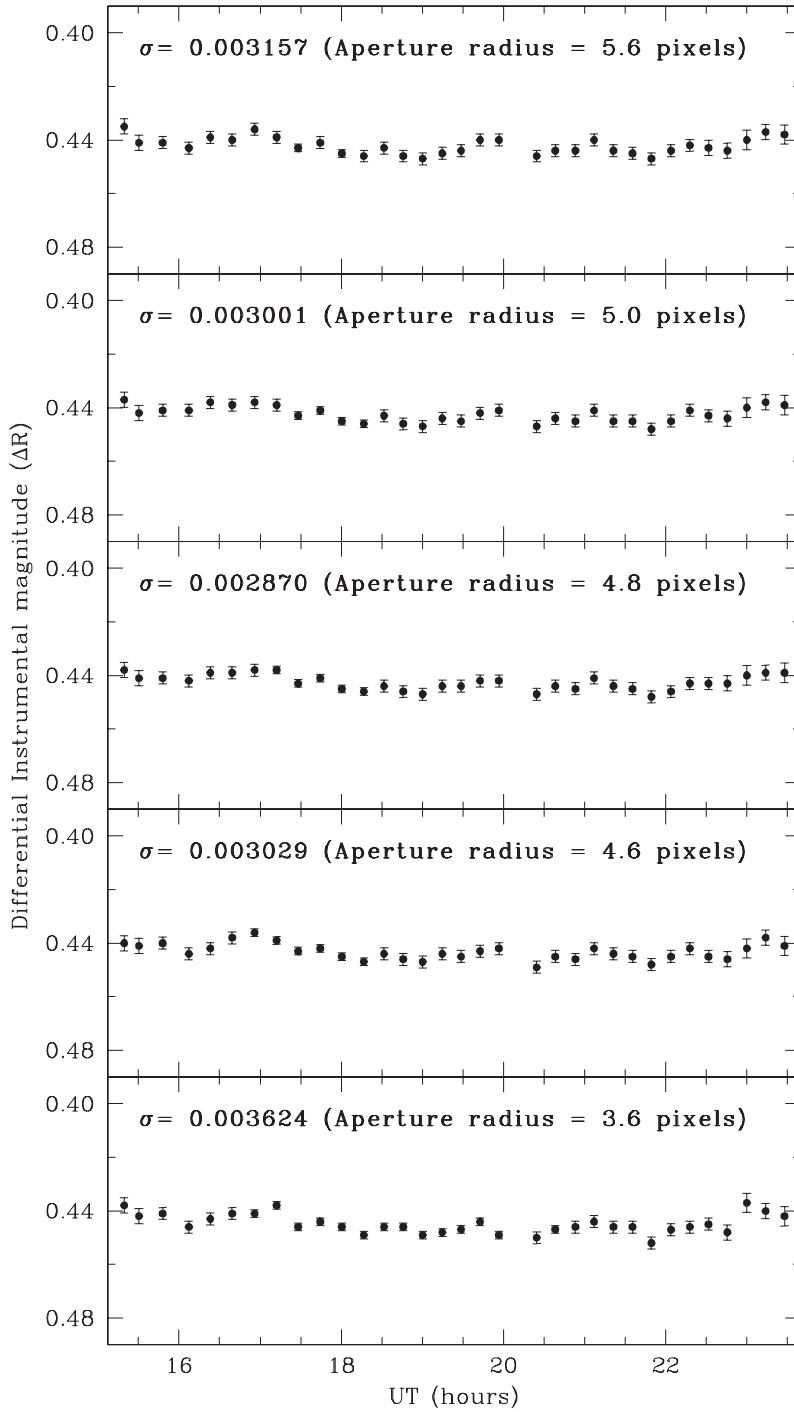 σ= 0.003157 (Aperture radius = 5.6 pixels)
0.40
0.44
0.48
σ= 0.003001 (Aperture radius = 5.0 pixels)
0.40
0.44
0.48
σ= 0.002870 (Aperture radius = 4.8 pixels)
0.40
0.44
0.48
σ= 0.003029 (Aperture radius = 4.6 pixels)
0.40
0.44
0.48
σ= 0.003624 (Aperture radius = 3.6 pixels)
0.40
0.44
0.48
Differential Instrumental magnitude (ΔR)
16 18 20 22
UT (hours)